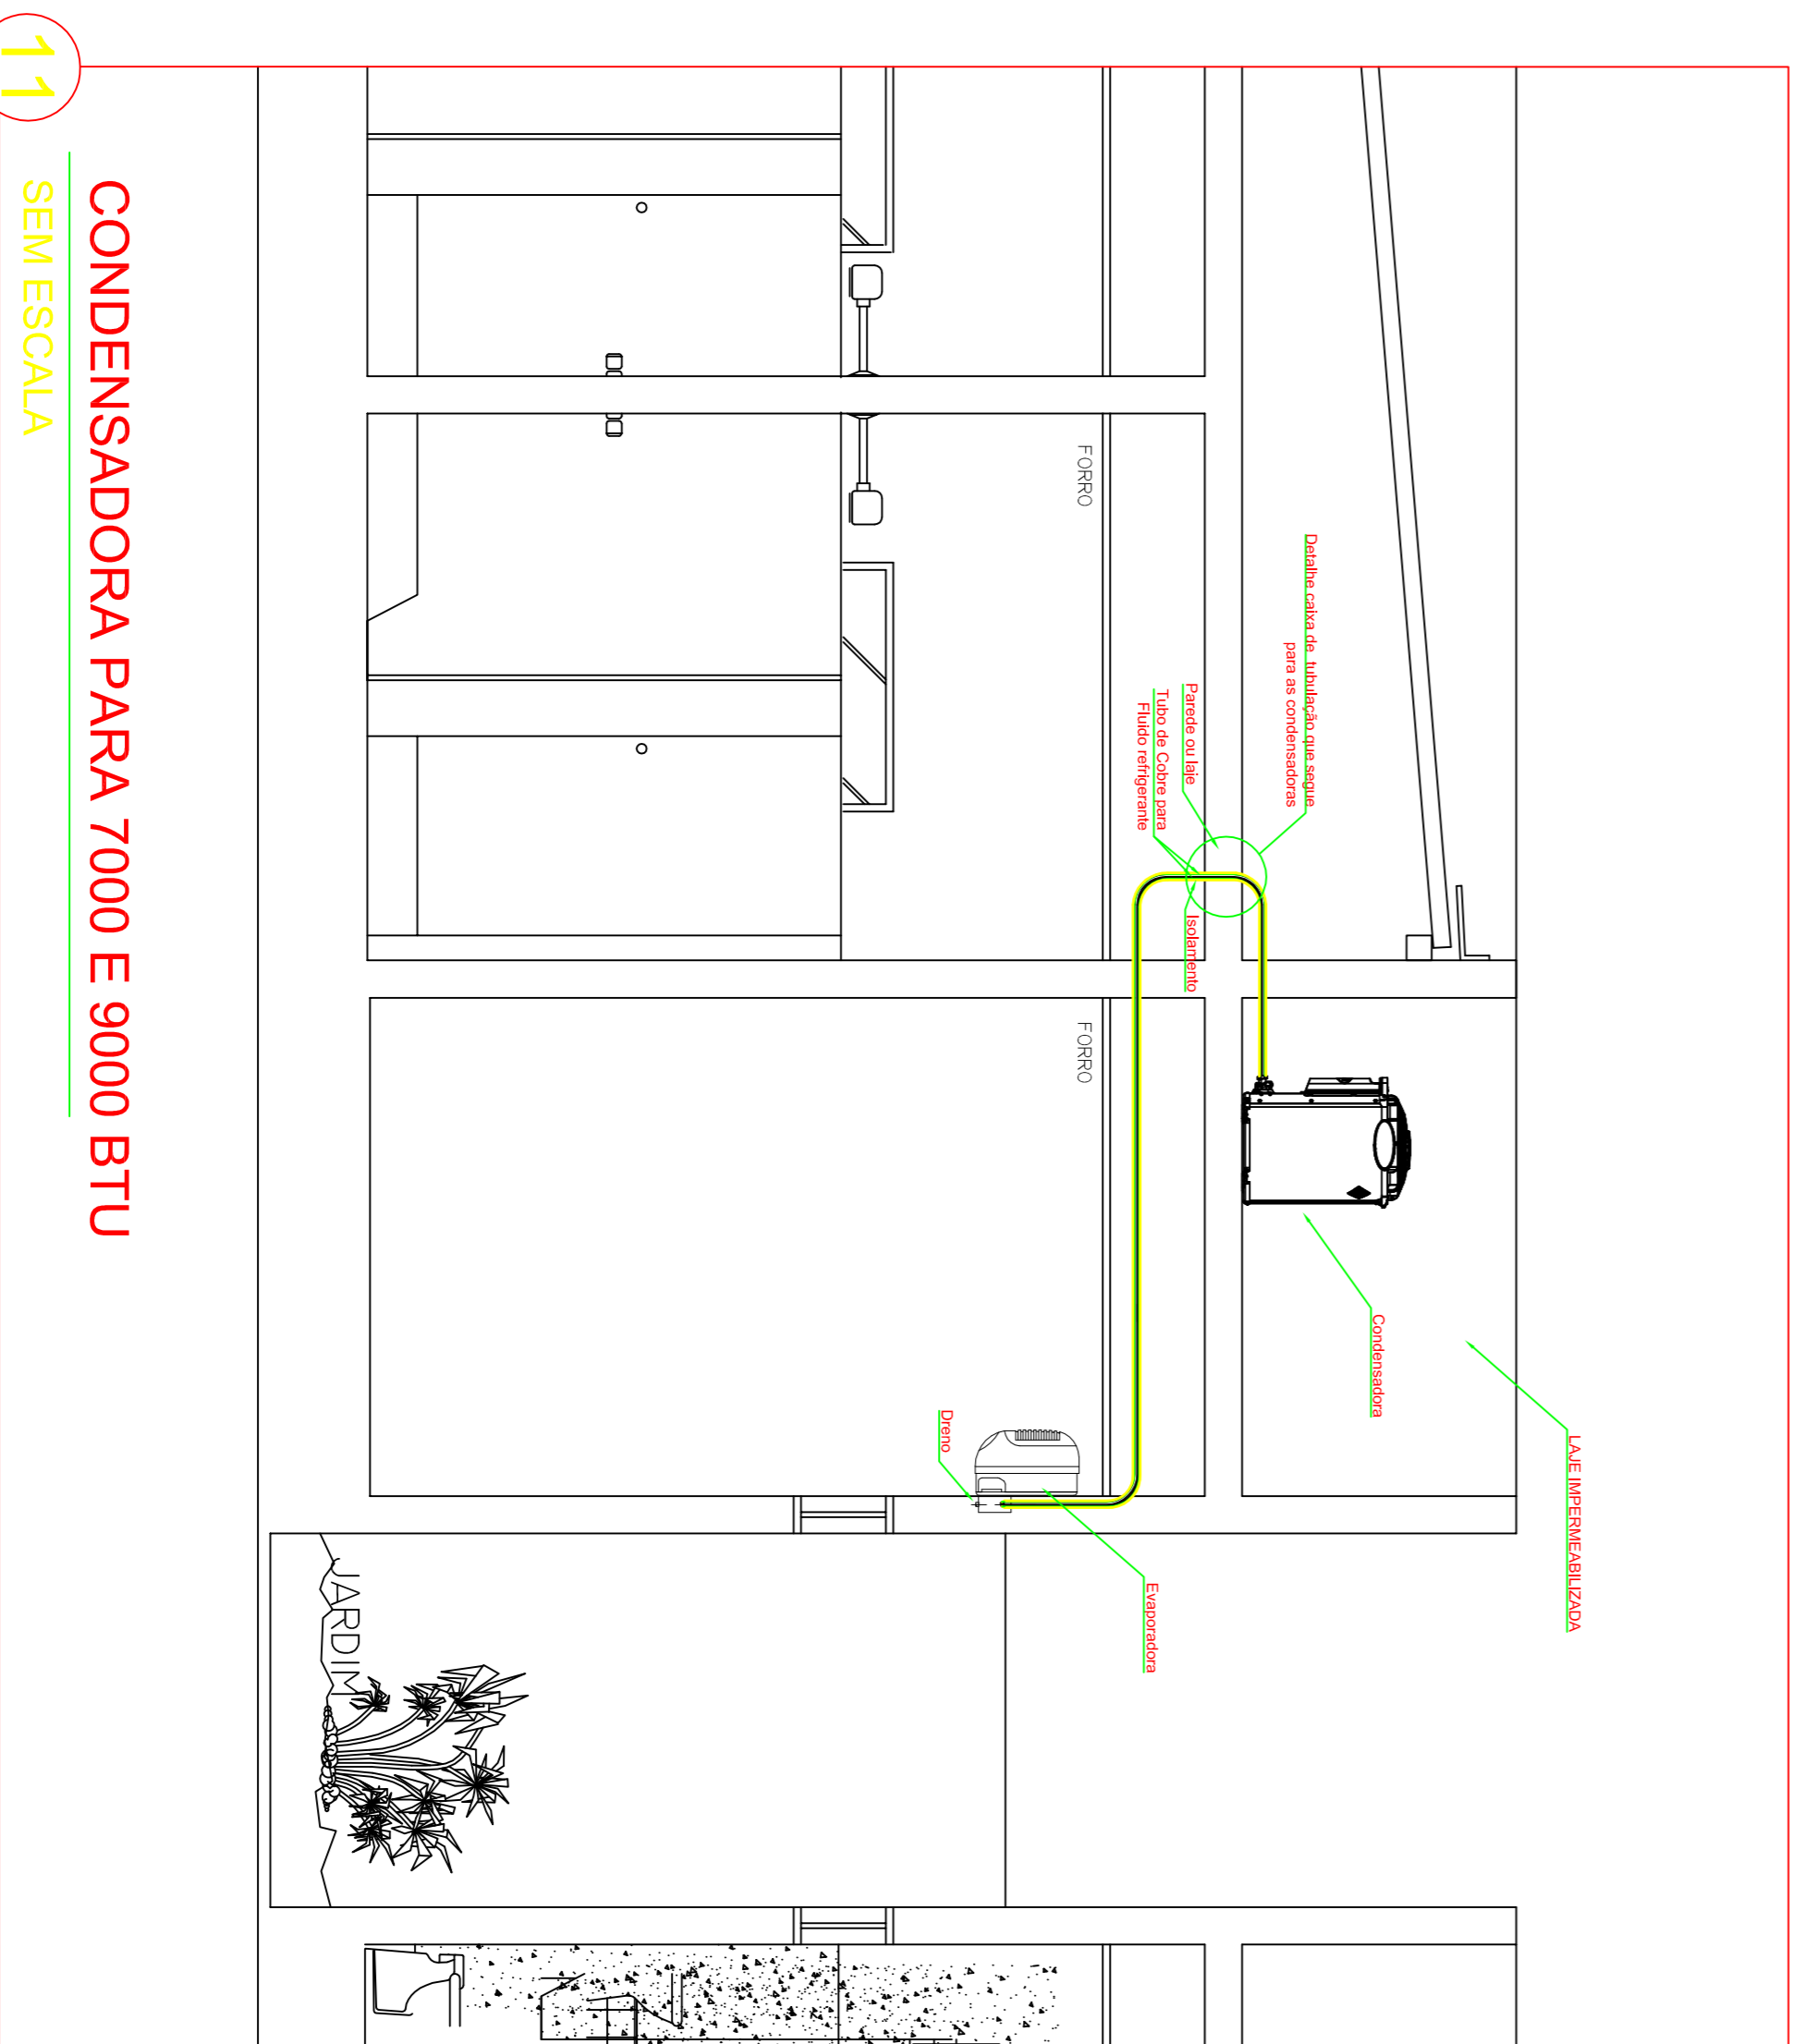 LAJE IMPERMEABILIZADA
Detalhe caixa de tubulação que segue
para as condensadoras
Condensadora
Parede ou laje
Tubo de Cobre para
Fluido refrigerante
Isolamento
Evaporadora
FORRO
FORRO
Dreno
JARDIM
CONDENSADORA PARA 7000 E 9000 BTU
SEM ESCALA
11